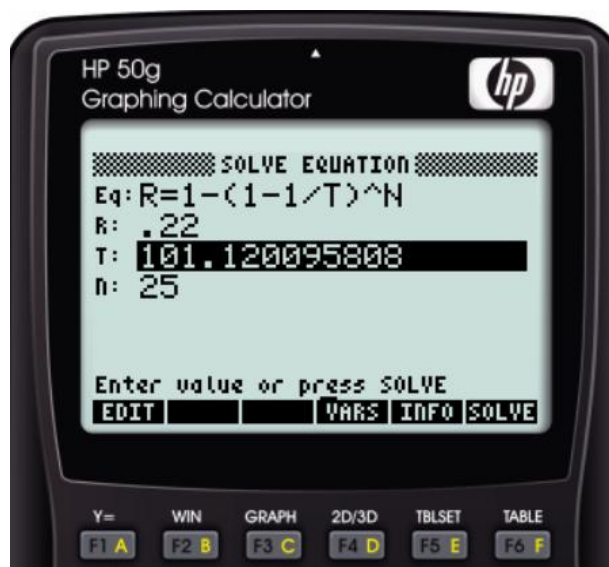 HP 50g
Graphing Calculator
hp
SOLVE EQUATION
Eq: R=1-(1-1/T)^N
R: .22
T: 101.120095808
N: 25
Enter value or press SOLVE
EDIT VARS INFO SOLVE
Y= WIN GRAPH 2D/3D TBLSET TABLE
F1 A F2 B F3 C F4 D F5 E F6 F